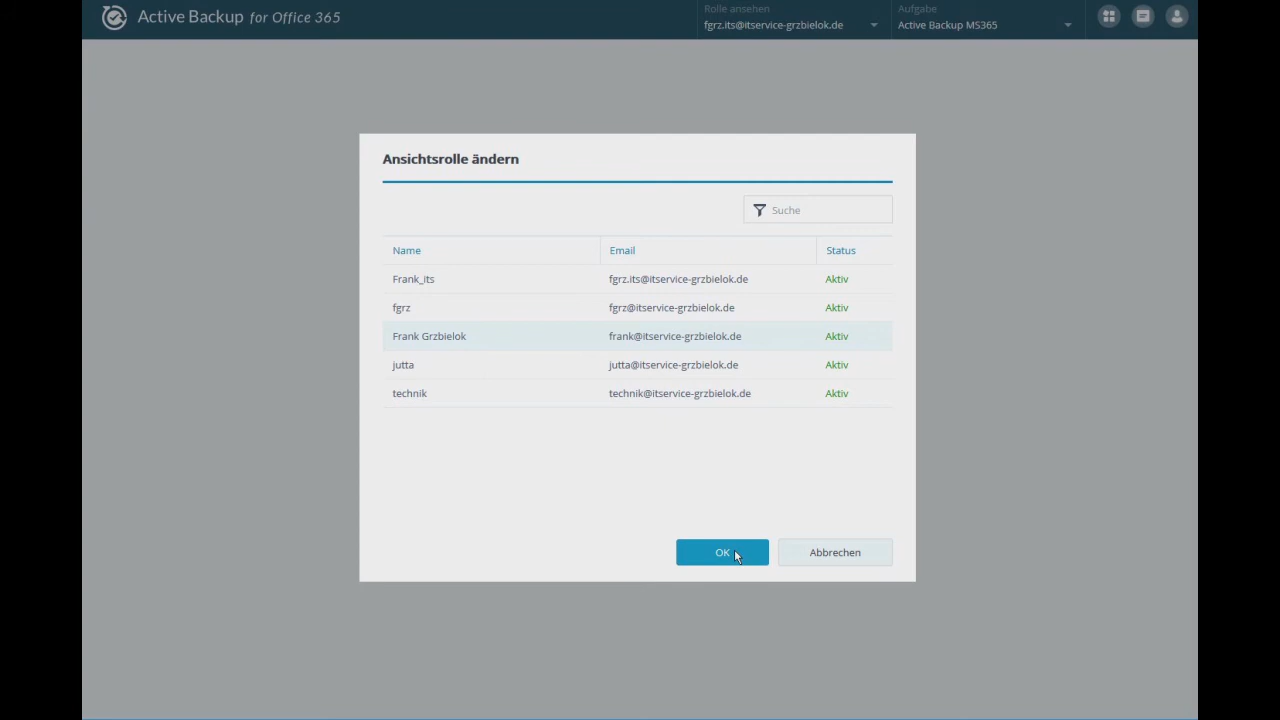 Active Backup for Office 365
Rolle ansehen
fgrz.its@itservice-grzbielok.de
Aufgabe
Active Backup MS365
Ansichtsrolle ändern
Suche
Name Email Status
Frank_its fgrz.its@itservice-grzbielok.de Aktiv
fgrz fgrz@itservice-grzbielok.de Aktiv
Frank Grzbielok frank@itservice-grzbielok.de Aktiv
jutta jutta@itservice-grzbielok.de Aktiv
technik technik@itservice-grzbielok.de Aktiv
OK Abbrechen